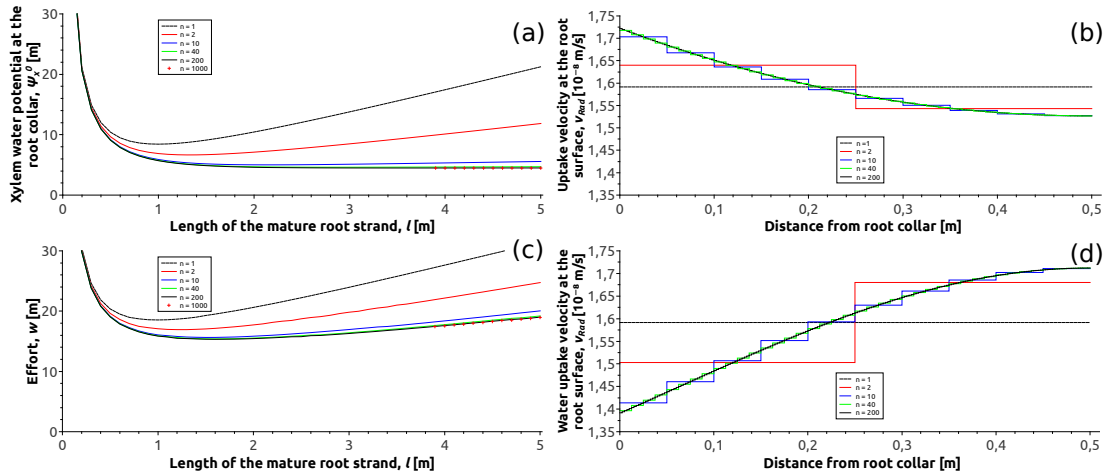 Xylem water potential at the
root collar, ψₓ⁰ [m]
30
20
10
0
(a)
n = 1
n = 2
n = 10
n = 40
n = 200
n = 1000
0 1 2 3 4 5
Length of the mature root strand, l [m]
Uptake velocity at the root
surface, v_Rad [10⁻⁸ m/s]
1,75
1,7
1,65
1,6
1,55
1,5
1,45
1,4
1,35
(b)
n =1
n = 2
n = 10
n = 40
n = 200
0 0,1 0,2 0,3 0,4 0,5
Distance from root collar [m]
Effort, w [m]
30
20
10
0
(c)
n = 1
n = 2
n = 10
n = 40
n = 200
n = 1000
0 1 2 3 4 5
Length of the mature root strand, l [m]
Water uptake velocity at the
root surface, v_Rad [10⁻⁸ m/s]
1,75
1,7
1,66
1,6
1,55
1,5
1,45
1,4
1,35
(d)
n = 1
n = 2
n = 10
n = 40
n = 200
0 0,1 0,2 0,3 0,4 0,5
Distance from root collar [m]